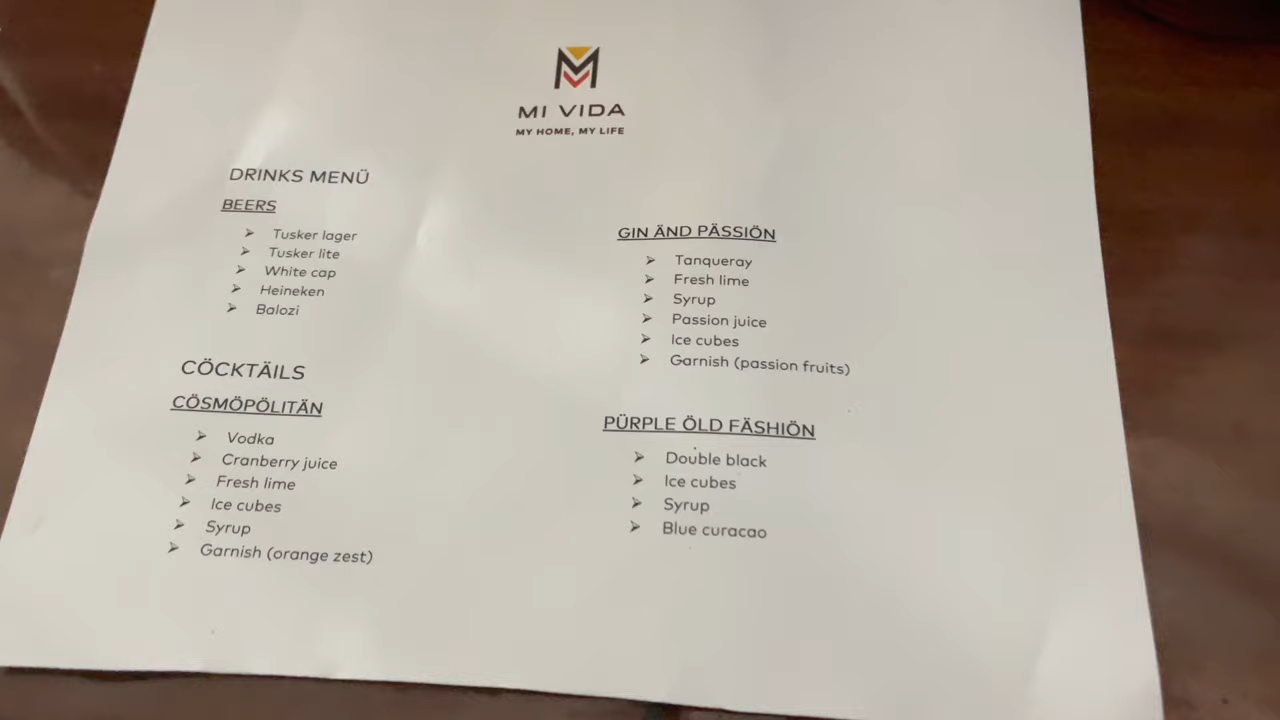 MI VIDA
MY HOME, MY LIFE
DRINKS MENÜ
BEERS
Tusker lager
Tusker lite
White cap
Heineken
Balozi
CÖCKTÄILS
CÖSMÖPÖLITÄN
Vodka
Cranberry juice
Fresh lime
Ice cubes
Syrup
Garnish (orange zest)
GIN ÄND PÄSSIÖN
Tanqueray
Fresh lime
Syrup
Passion juice
Ice cubes
Garnish (passion fruits)
PÜRPLE ÖLD FÄSHIÖN
Double black
Ice cubes
Syrup
Blue curacao